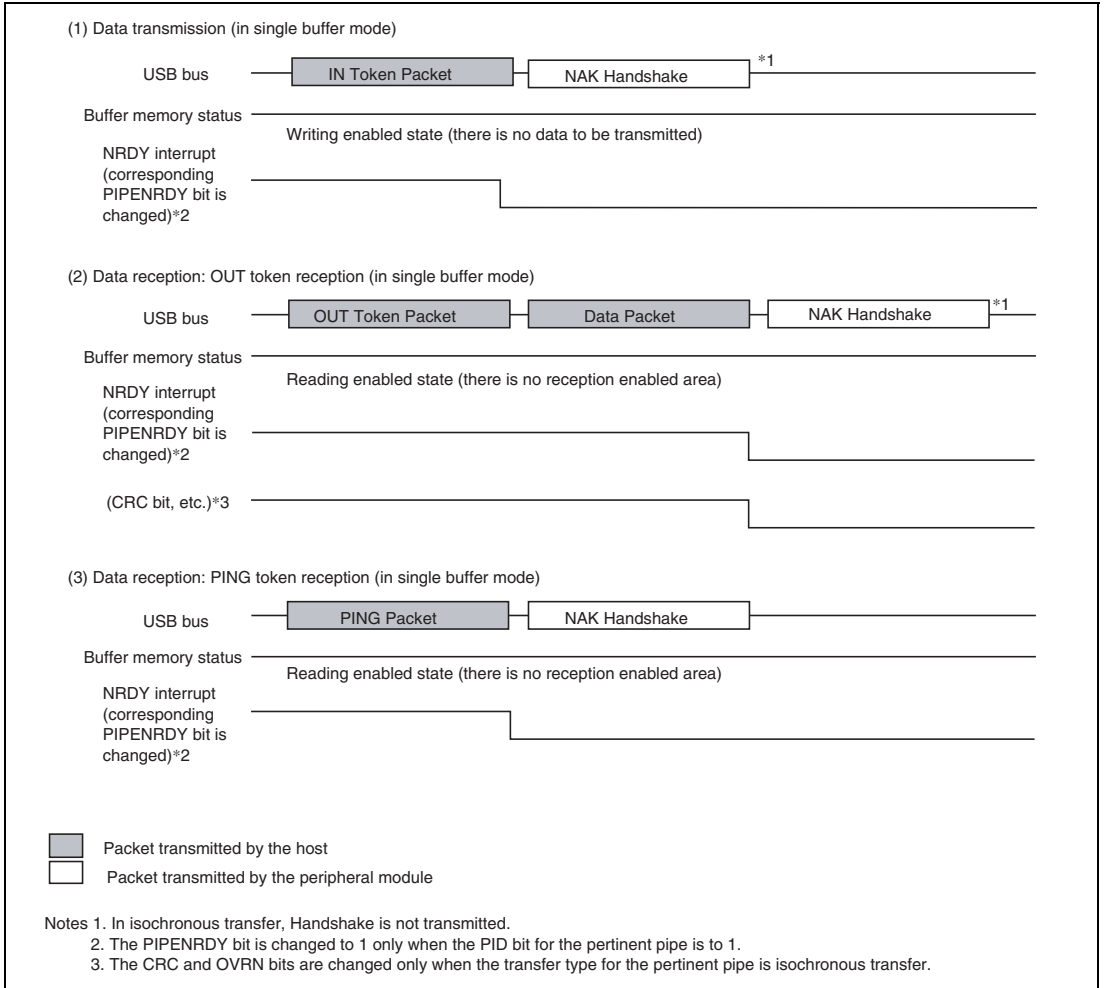 (1) Data transmission (in single buffer mode)
USB bus
IN Token Packet
NAK Handshake
*1
Buffer memory status
Writing enabled state (there is no data to be transmitted)
NRDY interrupt
(corresponding
PIPENRDY bit is
changed)*2
(2) Data reception: OUT token reception (in single buffer mode)
USB bus
OUT Token Packet
Data Packet
NAK Handshake
*1
Buffer memory status
Reading enabled state (there is no reception enabled area)
NRDY interrupt
(corresponding
PIPENRDY bit is
changed)*2
(CRC bit, etc.)*3
(3) Data reception: PING token reception (in single buffer mode)
USB bus
PING Packet
NAK Handshake
Buffer memory status
Reading enabled state (there is no reception enabled area)
NRDY interrupt
(corresponding
PIPENRDY bit is
changed)*2
Packet transmitted by the host
Packet transmitted by the peripheral module
Notes 1. In isochronous transfer, Handshake is not transmitted.
2. The PIPENRDY bit is changed to 1 only when the PID bit for the pertinent pipe is to 1.
3. The CRC and OVRN bits are changed only when the transfer type for the pertinent pipe is isochronous transfer.